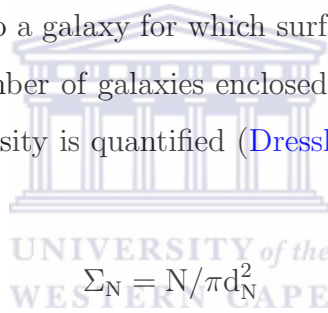 o a galaxy for which surf
mber of galaxies enclosed
sity is quantified (Dressl
UNIVERSITY of the
Σ_N = N/πd_N^2
WESTERN CAPE